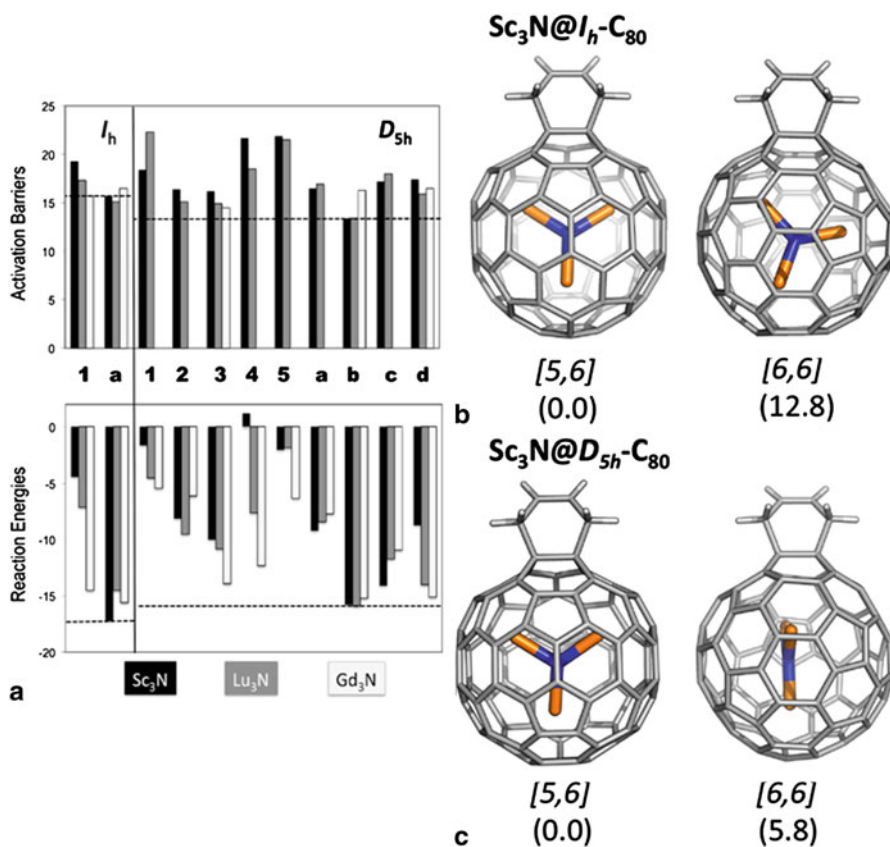 Sc₃N@Iₕ-C₈₀
25
20
15
10
5
0
Activation Barriers
Iₕ
D₅ₕ
1 a 1 2 3 4 5 a b c d
0
-5
-10
-15
-20
Reaction Energies
Sc₃N Lu₃N Gd₃N
a
[5,6] [6,6]
b (0.0) (12.8)
Sc₃N@D₅ₕ-C₈₀
[5,6] [6,6]
c (0.0) (5.8)